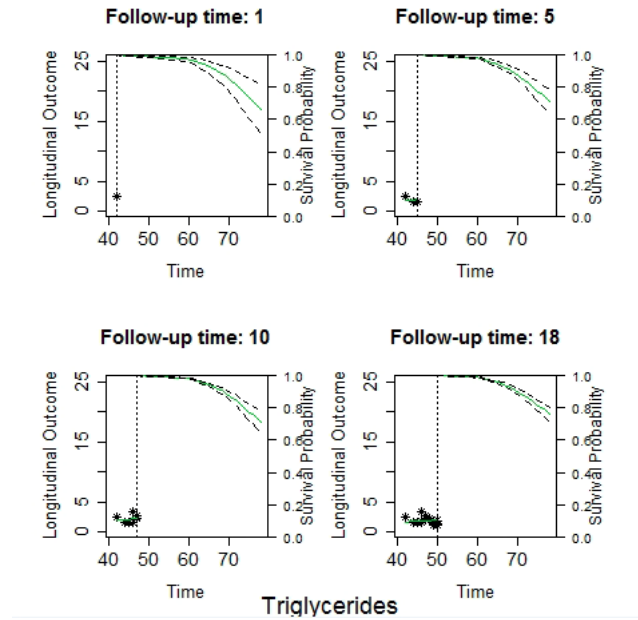 Follow-up time: 1
Longitudinal Outcome
0 5 15 25
0.0 0.2 0.4 0.6 0.8 1.0
Survival Probability
40 50 60 70
Time
Follow-up time: 5
Longitudinal Outcome
0 5 15 25
0.0 0.2 0.4 0.6 0.8 1.0
Survival Probability
40 50 60 70
Time
Follow-up time: 10
Longitudinal Outcome
0 5 15 25
0.0 0.2 0.4 0.6 0.8 1.0
Survival Probability
40 50 60 70
Time
Follow-up time: 18
Longitudinal Outcome
0 5 15 25
0.0 0.2 0.4 0.6 0.8 1.0
Survival Probability
40 50 60 70
Time
Triglycerides